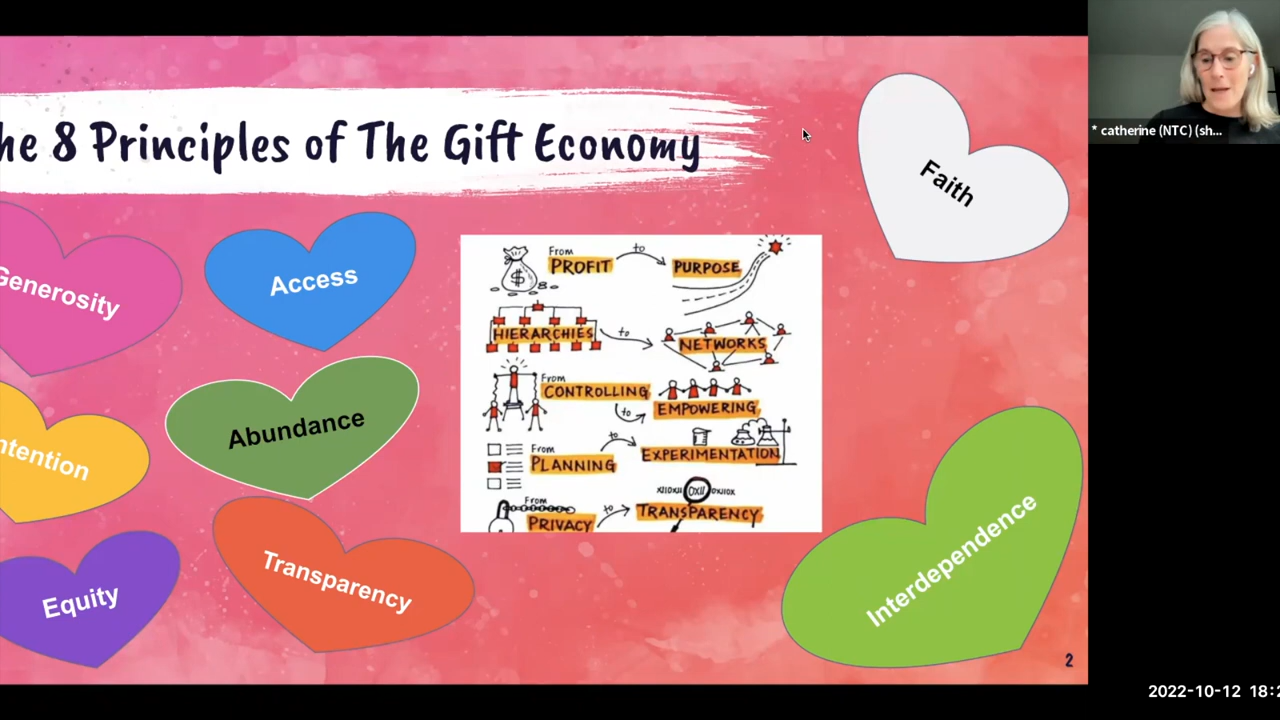 he 8 Principles of The Gift Economy
Faith
Generosity
Access
ntention
Abundance
Equity
Transparency
Interdependence
From
PROFIT
to
PURPOSE
$
HIERARCHIES
to
NETWORKS
From
CONTROLLING
to
EMPOWERING
From
PLANNING
to
EXPERIMENTATION
From
PRIVACY
to
TRANSPARENCY
2
* catherine (NTC) (sh...
2022-10-12 18:2